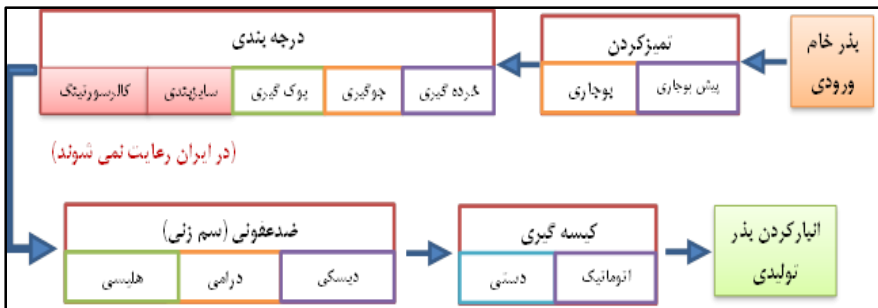 بذر خام
ورودی
تمیزکردن
پیش بوجاری
بوجاری
درجه بندی
خرده گیری
جوگیری
پوک گیری
سایزبندی
کالرسورتینگ
(در ایران رعایت نمی شوند)
ضدعفونی (سم زنی)
دیسکی
درامی
هلیسی
کیسه گیری
اتوماتیک
دستی
انبارکردن بذر
تولیدی